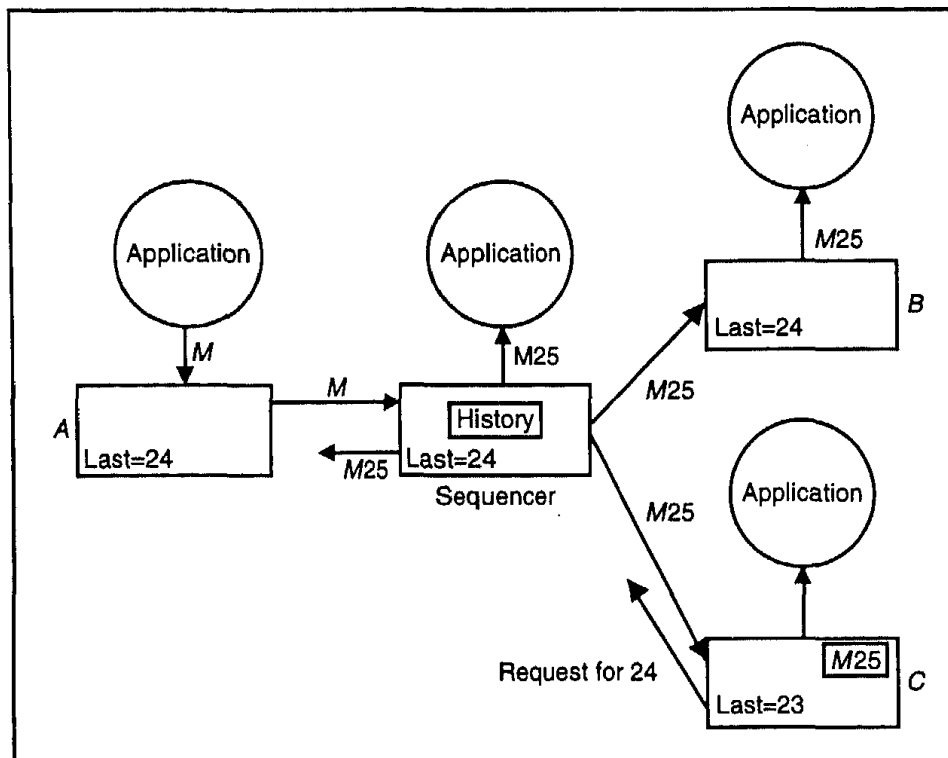 Application
Application
Application
M
M25
M25
A
Last=24
M
History
M25
Last=24
Sequencer
Last=24
B
M25
M25
Application
Request for 24
M25
Last=23
C